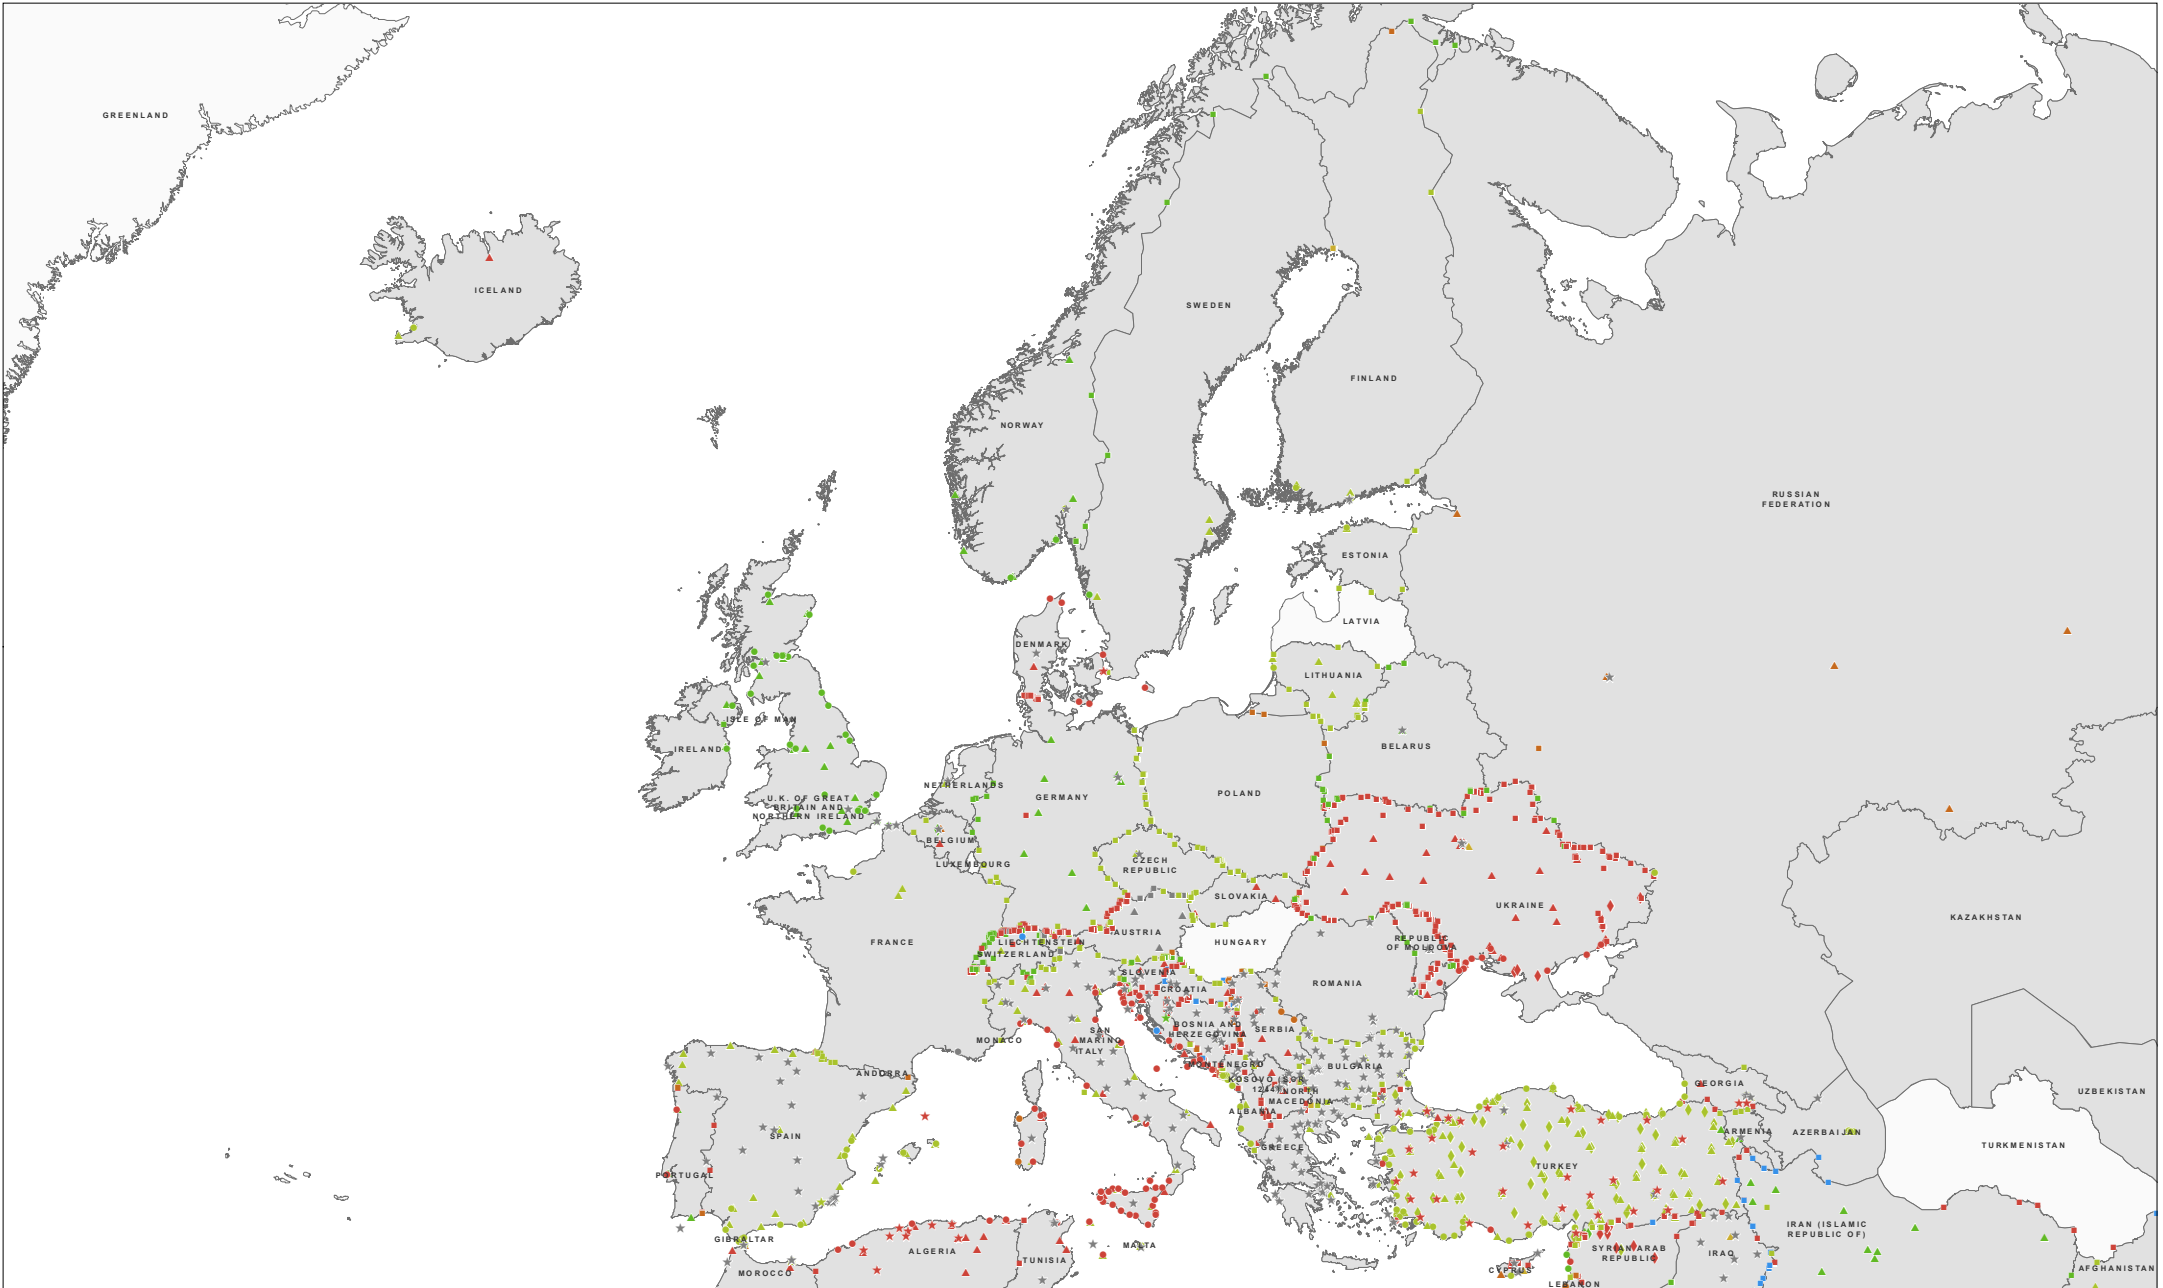 GREENLAND
ICELAND
SWEDEN
FINLAND
NORWAY
RUSSIAN
FEDERATION
ESTONIA
LATVIA
DENMARK
LITHUANIA
ISLE OF MAN
IRELAND
BELARUS
NETHERLANDS
GERMANY
POLAND
U.K. OF GREAT
BRITAIN AND
NORTHERN IRELAND
BELGIUM
LUXEMBOURG
CZECH
REPUBLIC
SLOVAKIA
UKRAINE
KAZAKHSTAN
AUSTRIA
FRANCE
LIECHTENSTEIN
HUNGARY
REPUBLIC
OF MOLDOVA
SWITZERLAND
SLOVENIA
ROMANIA
CROATIA
SAN
MARINO
BOSNIA AND
HERZEGOVINA
SERBIA
MONACO
ITALY
MONTENEGRO
BULGARIA
ANDORRA
KOSOVO (SCR
1244)
NORTH
MACEDONIA
GEORGIA
UZBEKISTAN
ALBANIA
SPAIN
GREECE
ARMENIA
AZERBAIJAN
TURKMENISTAN
PORTUGAL
TURKEY
GIBRALTAR
MALTA
ALGERIA
TUNISIA
MOROCCO
CYPRUS
SYRIAN ARAB
REPUBLIC
LEBANON
IRAQ
IRAN (ISLAMIC
REPUBLIC OF)
AFGHANISTAN